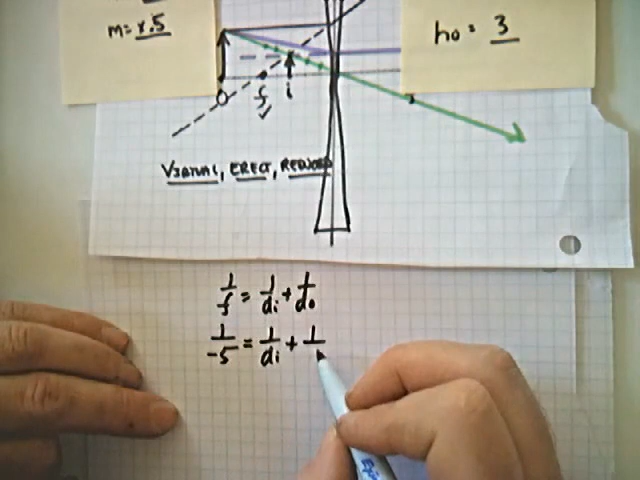 m= +.5
ho = 3
O f i
VIRTUAL, ERECT, REDUCED
1/f = 1/di + 1/do
1/-5 = 1/di + 1/